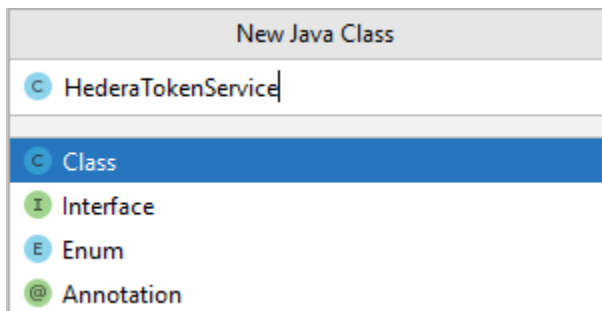 New Java Class
C HederaTokenService
C Class
I Interface
E Enum
@ Annotation